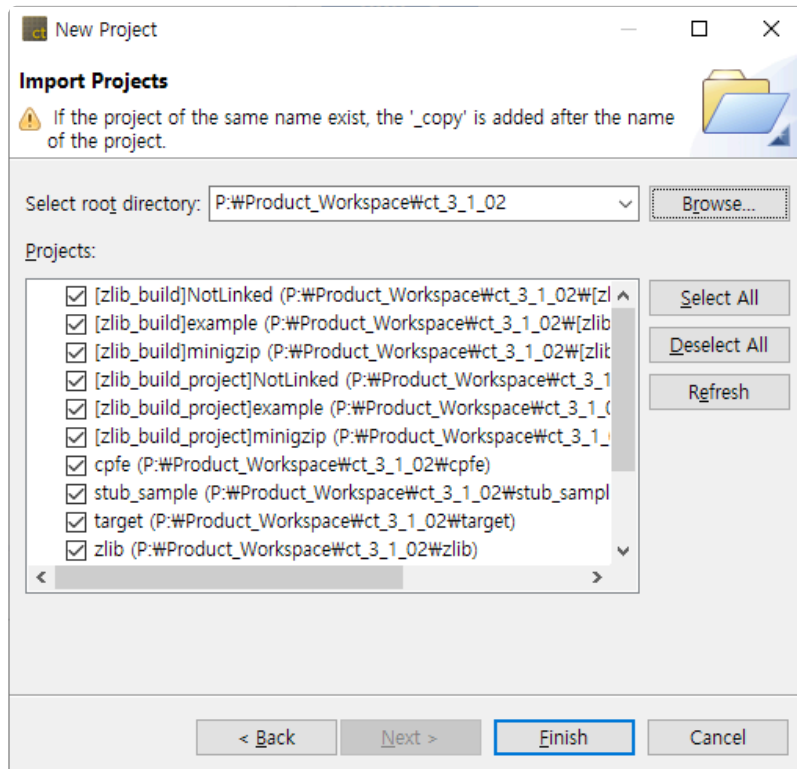 ct New Project
Import Projects
If the project of the same name exist, the '_copy' is added after the name
of the project.
Select root directory: P:₩Product_Workspace₩ct_3_1_02 Browse...
Projects:
[zlib_build]NotLinked (P:₩Product_Workspace₩ct_3_1_02₩[zl
[zlib_build]example (P:₩Product_Workspace₩ct_3_1_02₩[zlib
[zlib_build]minigzip (P:₩Product_Workspace₩ct_3_1_02₩[zlib
[zlib_build_project]NotLinked (P:₩Product_Workspace₩ct_3_1
[zlib_build_project]example (P:₩Product_Workspace₩ct_3_1_(
[zlib_build_project]minigzip (P:₩Product_Workspace₩ct_3_1_
cpfe (P:₩Product_Workspace₩ct_3_1_02₩cpfe)
stub_sample (P:₩Product_Workspace₩ct_3_1_02₩stub_sampl
target (P:₩Product_Workspace₩ct_3_1_02₩target)
zlib (P:₩Product_Workspace₩ct_3_1_02₩zlib)
Select All
Deselect All
Refresh
< Back Next > Finish Cancel